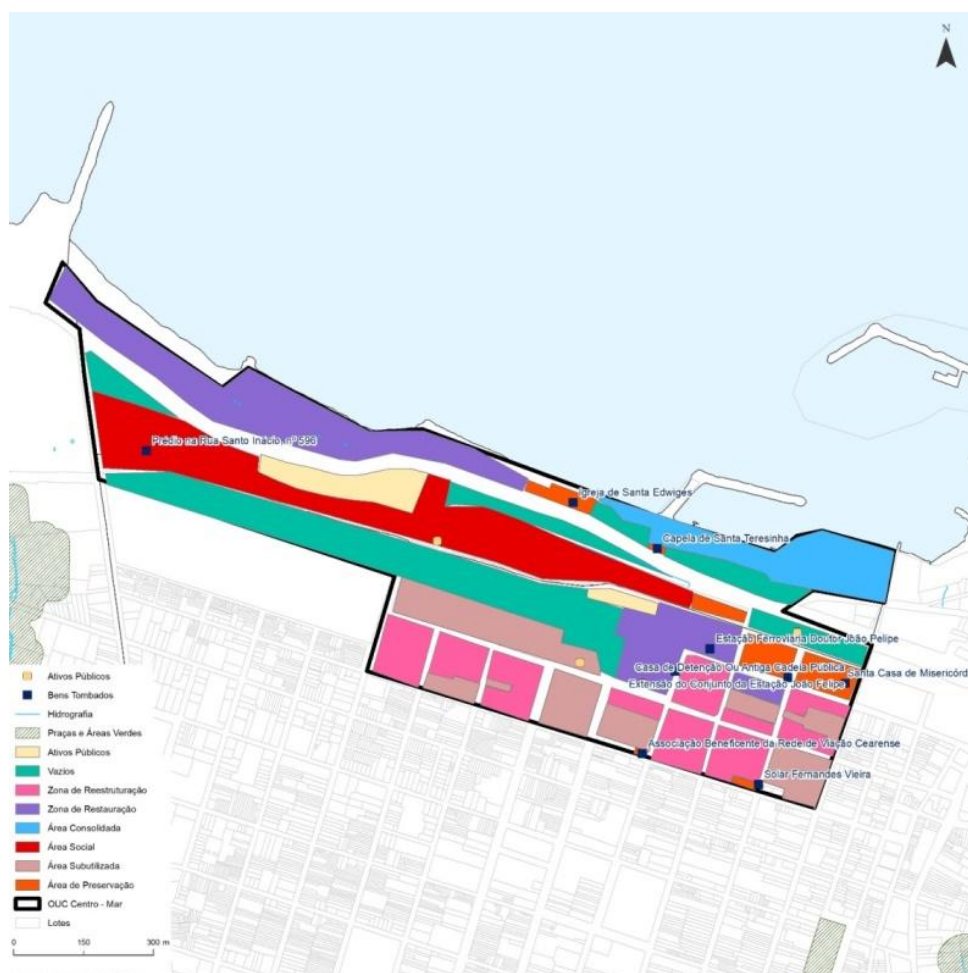 N
Prédio na Rua Santo Inácio, nº 596
Igreja de Santa Edwiges
Capela de Santa Teresinha
Estação Ferroviaria Doutor João Felipe
Casa de Detenção Ou Antiga Cadeia Pública
Santa Casa de Misericórd
Extensão do Conjunto da Estação João Felipe
Associação Beneficente da Rede de Viação Cearense
Solar Fernandes Vieira
Ativos Públicos
Bens Tombados
Hidrografia
Praças e Áreas Verdes
Ativos Públicos
Vazios
Zona de Reestruturação
Zona de Restauração
Área Consolidada
Área Social
Área Subutilizada
Área de Preservação
OUC Centro - Mar
Lotes
0 150 300 m